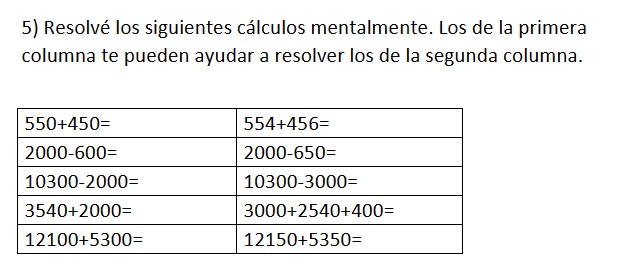 5) Resolvé los siguientes cálculos mentalmente. Los de la primera
columna te pueden ayudar a resolver los de la segunda columna.
550+450= 554+456=
2000-600= 2000-650=
10300-2000= 10300-3000=
3540+2000= 3000+2540+400=
12100+5300= 12150+5350=